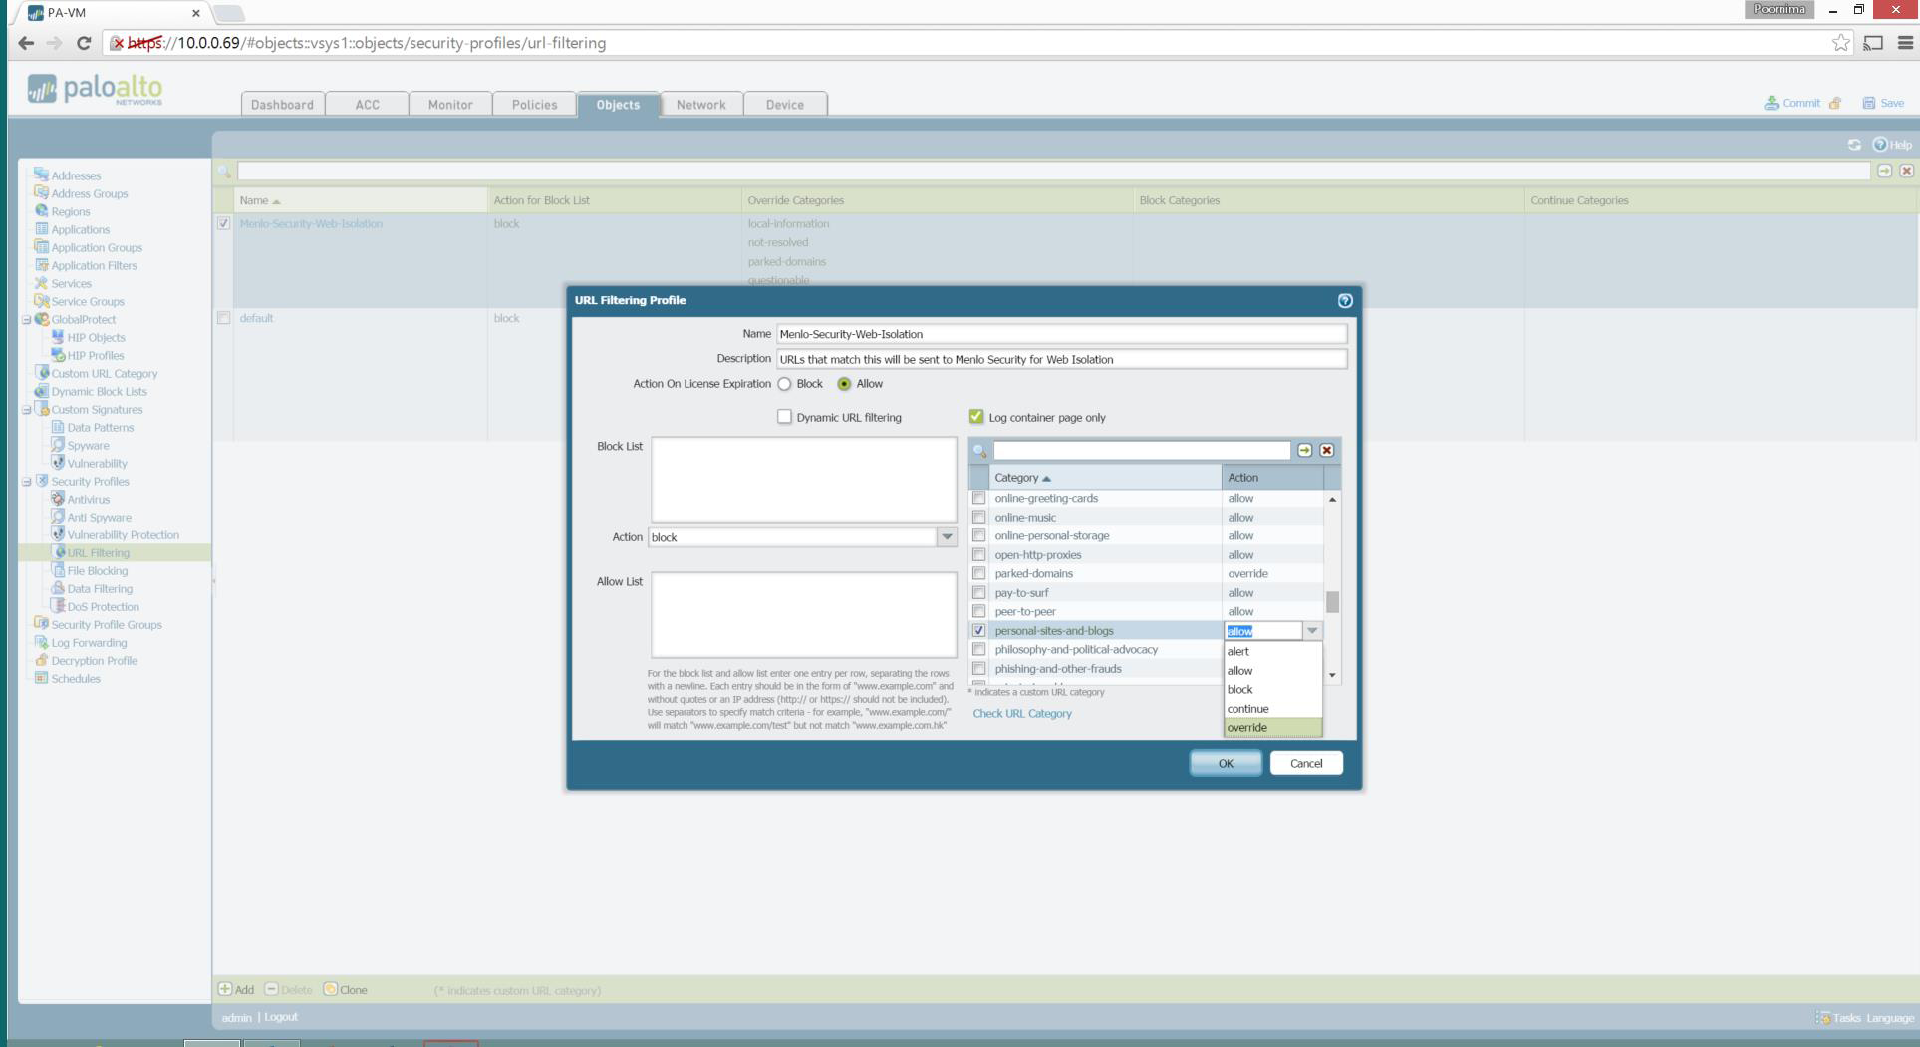 PA-VM
Poornima
https://10.0.0.69/#objects::vsys1::objects/security-profiles/url-filtering
paloalto
NETWORKS
Dashboard ACC Monitor Policies Objects Network Device
Commit Save
Help
Addresses
Address Groups
Regions
Applications
Application Groups
Application Filters
Services
Service Groups
GlobalProtect
HIP Objects
HIP Profiles
Custom URL Category
Dynamic Block Lists
Custom Signatures
Data Patterns
Spyware
Vulnerability
Security Profiles
Antivirus
Anti Spyware
Vulnerability Protection
URL Filtering
File Blocking
Data Filtering
DoS Protection
Security Profile Groups
Log Forwarding
Decryption Profile
Schedules
Name Action for Block List Override Categories Block Categories Continue Categories
Menlo-Security-Web-Isolation block local-information
not-resolved
parked-domains
questionable
default block
URL Filtering Profile
Name Menlo-Security-Web-Isolation
Description URLs that match this will be sent to Menlo Security for Web Isolation
Action On License Expiration Block Allow
Dynamic URL filtering Log container page only
Block List
Action block
Allow List
For the block list and allow list enter one entry per row, separating the rows
with a newline. Each entry should be in the form of "www.example.com" and
without quotes or an IP address (http:// or https:// should not be included).
Use separators to specify match criteria - for example, "www.example.com/"
will match "www.example.com/test" but not match "www.example.com.hk"
Category Action
online-greeting-cards allow
online-music allow
online-personal-storage allow
open-http-proxies allow
parked-domains override
pay-to-surf allow
peer-to-peer allow
personal-sites-and-blogs allow
philosophy-and-political-advocacy
phishing-and-other-frauds
alert
allow
block
continue
override
* indicates a custom URL category
Check URL Category
OK Cancel
Add Delete Clone (* indicates custom URL category)
admin | Logout
Tasks Language